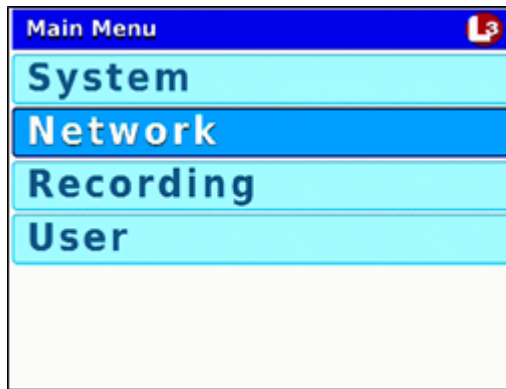 Main Menu
L3
System
Network
Recording
User